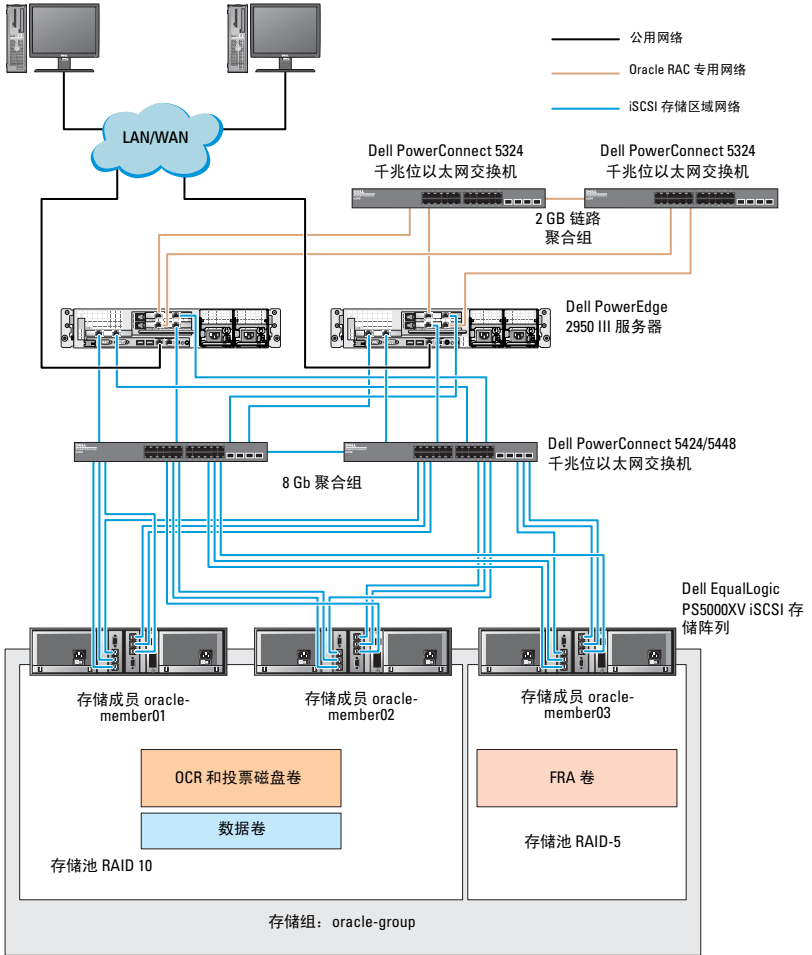 公用网络
Oracle RAC 专用网络
iSCSI 存储区域网络
LAN/WAN
Dell PowerConnect 5324
千兆位以太网交换机
Dell PowerConnect 5324
千兆位以太网交换机
2 GB 链路
聚合组
Dell PowerEdge
2950 III 服务器
Dell PowerConnect 5424/5448
千兆位以太网交换机
8 Gb 聚合组
Dell EqualLogic
PS5000XV iSCSI 存
储阵列
存储成员 oracle-
member01
存储成员 oracle-
member02
存储成员 oracle-
member03
OCR 和投票磁盘卷
数据卷
FRA 卷
存储池 RAID 10
存储池 RAID-5
存储组：oracle-group